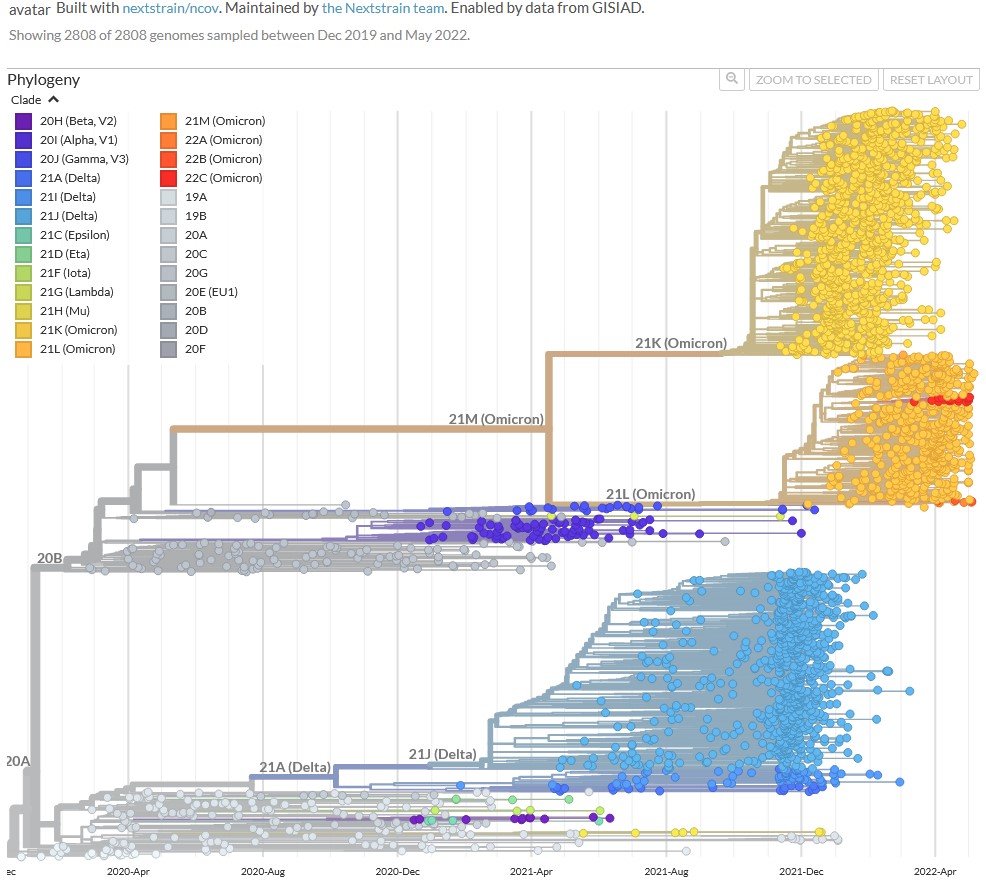 avatar Built with nextstrain/ncov. Maintained by the Nextstrain team. Enabled by data from GISIAD.
Showing 2808 of 2808 genomes sampled between Dec 2019 and May 2022.
Phylogeny
ZOOM TO SELECTED
RESET LAYOUT
Clade
20H (Beta, V2)
20I (Alpha, V1)
20J (Gamma, V3)
21A (Delta)
21I (Delta)
21J (Delta)
21C (Epsilon)
21D (Eta)
21F (Iota)
21G (Lambda)
21H (Mu)
21K (Omicron)
21L (Omicron)
21M (Omicron)
22A (Omicron)
22B (Omicron)
22C (Omicron)
19A
19B
20A
20C
20G
20E (EU1)
20B
20D
20F
21K (Omicron)
21M (Omicron)
21L (Omicron)
20B
21J (Delta)
20A
21A (Delta)
ec
2020-Apr
2020-Aug
2020-Dec
2021-Apr
2021-Aug
2021-Dec
2022-Apr